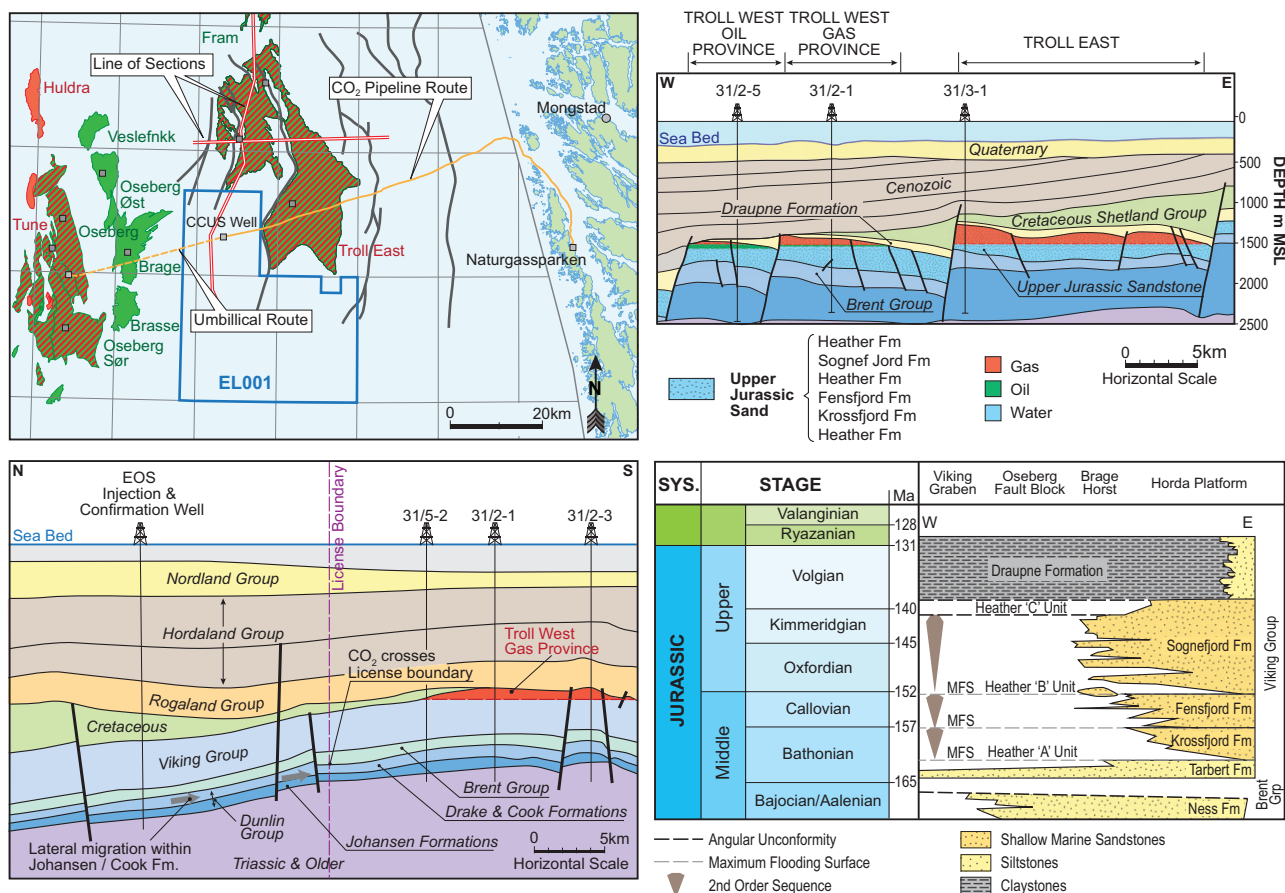 Fram
Line of Sections
CO₂ Pipeline Route
Huldra
Mongstad
Veslefnkk
Oseberg
Øst
CCUS Well
Tune
Oseberg
Troll East
Naturgassparken
Brage
Umbillical Route
Brasse
Oseberg
Sør
EL001
N
0 20km
TROLL WEST
OIL
PROVINCE
TROLL WEST
GAS
PROVINCE
TROLL EAST
W
E
31/2-5 31/2-1 31/3-1
0
Sea Bed
Quaternary
500
Cenozoic
Draupne Formation
1000
Cretaceous Shetland Group
1500
Brent Group
Upper Jurassic Sandstone
2000
2500
DEPTH m MSL
Upper
Jurassic
Sand
Heather Fm
Sognef Jord Fm
Heather Fm
Fensfjord Fm
Krossfjord Fm
Heather Fm
Gas
Oil
Water
0 5km
Horizontal Scale
N
S
EOS
Injection &
Confirmation Well
License Boundary
31/5-2 31/2-1 31/2-3
Sea Bed
Nordland Group
Hordaland Group
Troll West
Gas Province
CO₂ crosses
License boundary
Rogaland Group
Cretaceous
Viking Group
Brent Group
Dunlin
Group
Drake & Cook Formations
Johansen Formations
Lateral migration within
Johansen / Cook Fm.
Triassic & Older
0 5km
Horizontal Scale
SYS. STAGE Ma
Viking
Graben
Oseberg
Fault Block
Brage
Horst
Horda Platform
W
E
Valanginian
128
Ryazanian
131
JURASSIC
Upper
Middle
Volgian
140
Kimmeridgian
145
Oxfordian
152
Callovian
157
Bathonian
165
Bajocian/Aalenian
Draupne Formation
Heather 'C' Unit
Sognefjord Fm
MFS Heather 'B' Unit
Fensfjord Fm
MFS
Krossfjord Fm
MFS Heather 'A' Unit
Tarbert Fm
Ness Fm
Viking Group
Brent
Grp
Angular Unconformity
Maximum Flooding Surface
2nd Order Sequence
Shallow Marine Sandstones
Siltstones
Claystones